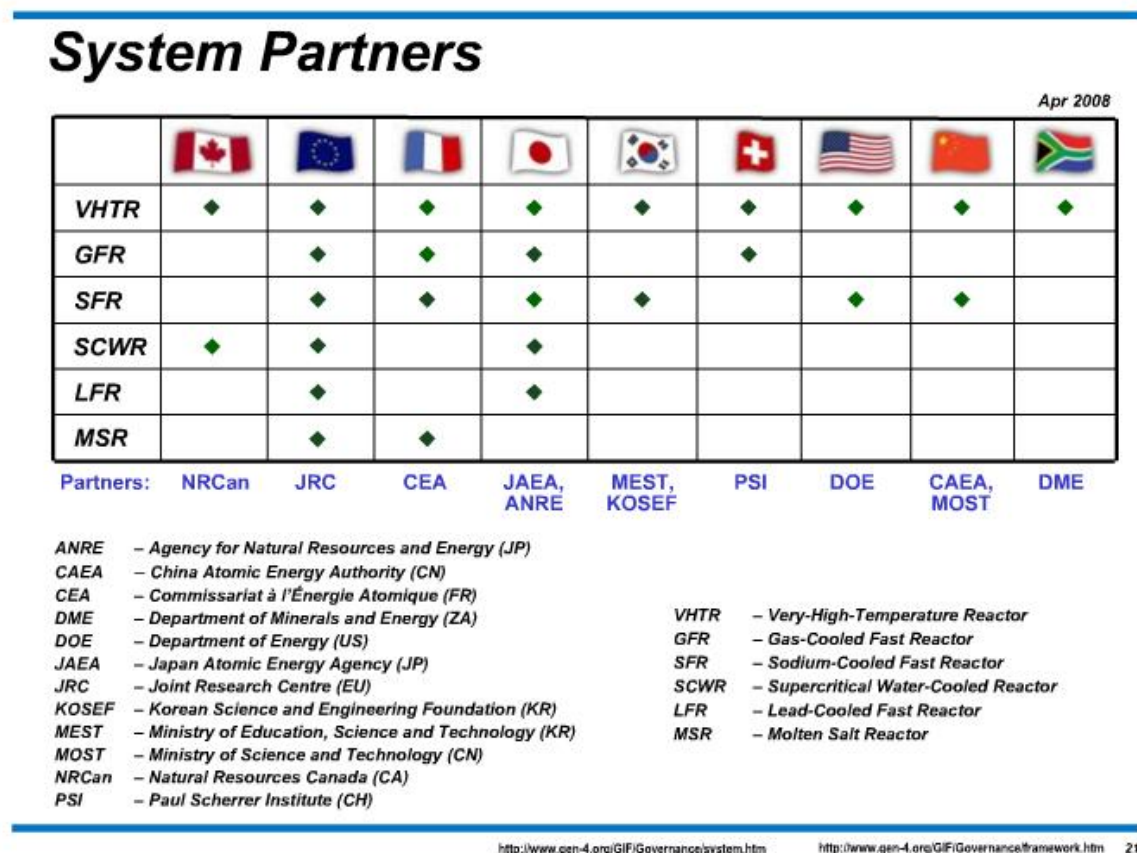 System Partners
Apr 2008
VHTR
GFR
SFR
SCWR
LFR
MSR
Partners: NRCan JRC CEA JAEA, ANRE MEST, KOSEF PSI DOE CAEA, MOST DME
ANRE – Agency for Natural Resources and Energy (JP)
CAEA – China Atomic Energy Authority (CN)
CEA – Commissariat à l'Énergie Atomique (FR)
DME – Department of Minerals and Energy (ZA)
DOE – Department of Energy (US)
JAEA – Japan Atomic Energy Agency (JP)
JRC – Joint Research Centre (EU)
KOSEF – Korean Science and Engineering Foundation (KR)
MEST – Ministry of Education, Science and Technology (KR)
MOST – Ministry of Science and Technology (CN)
NRCan – Natural Resources Canada (CA)
PSI – Paul Scherrer Institute (CH)
VHTR – Very-High-Temperature Reactor
GFR – Gas-Cooled Fast Reactor
SFR – Sodium-Cooled Fast Reactor
SCWR – Supercritical Water-Cooled Reactor
LFR – Lead-Cooled Fast Reactor
MSR – Molten Salt Reactor
http://www.gen-4.org/GIF/Governance/system.htm http://www.gen-4.org/GIF/Governance/framework.htm 21